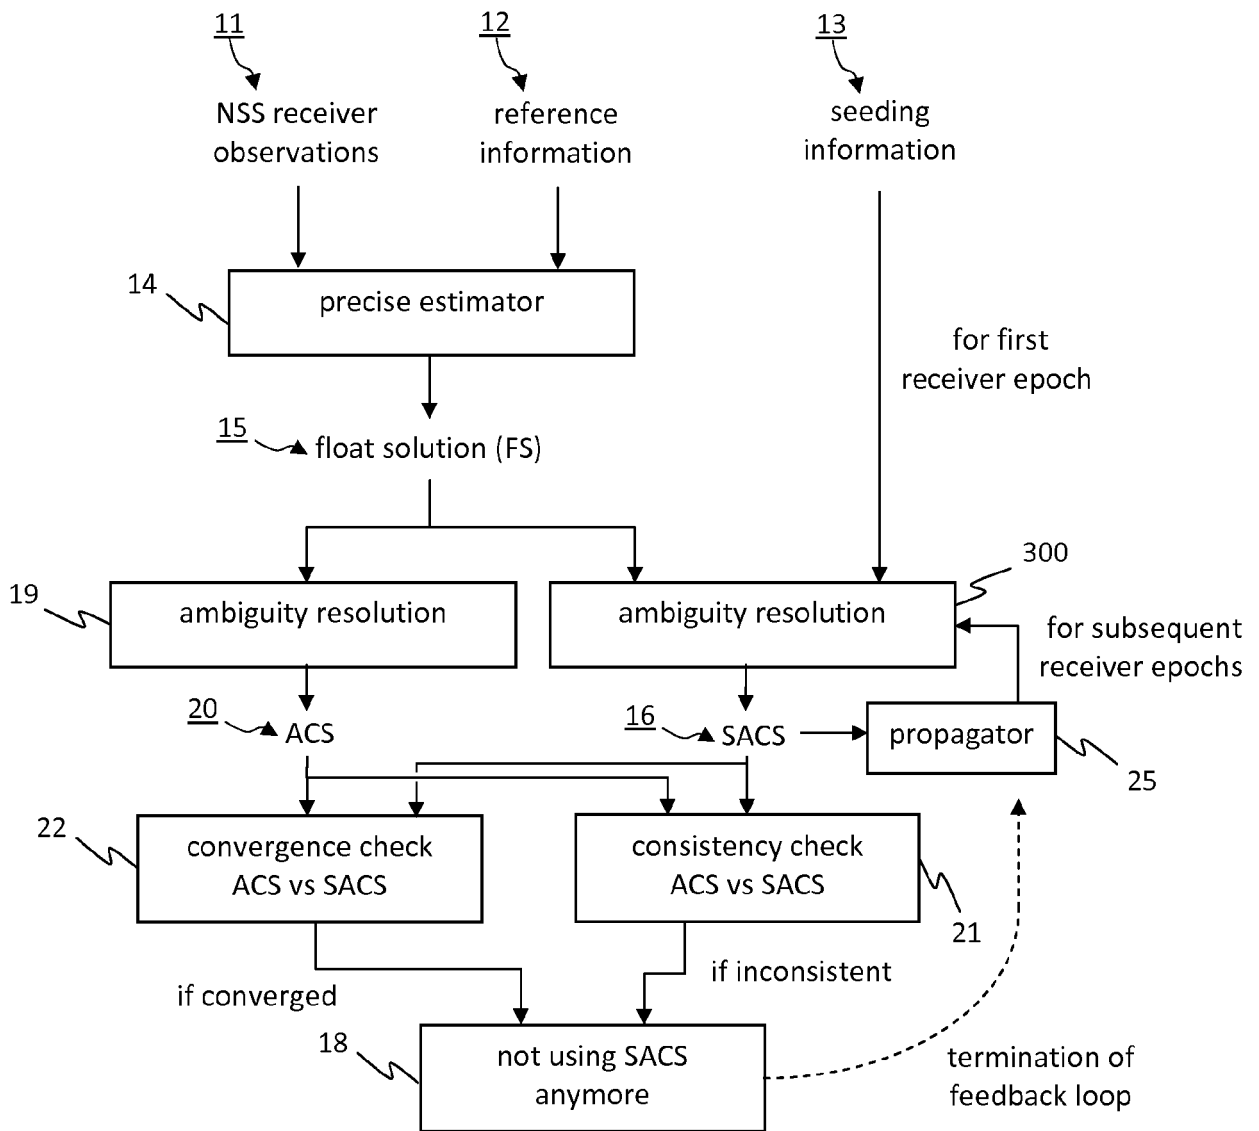 11
12
13
NSS receiver
observations
reference
information
seeding
information
14
precise estimator
for first
receiver epoch
15
float solution (FS)
300
19
ambiguity resolution
ambiguity resolution
for subsequent
receiver epochs
20
ACS
16
SACS
propagator
25
22
convergence check
ACS vs SACS
consistency check
ACS vs SACS
21
if converged
if inconsistent
18
not using SACS
anymore
termination of
feedback loop